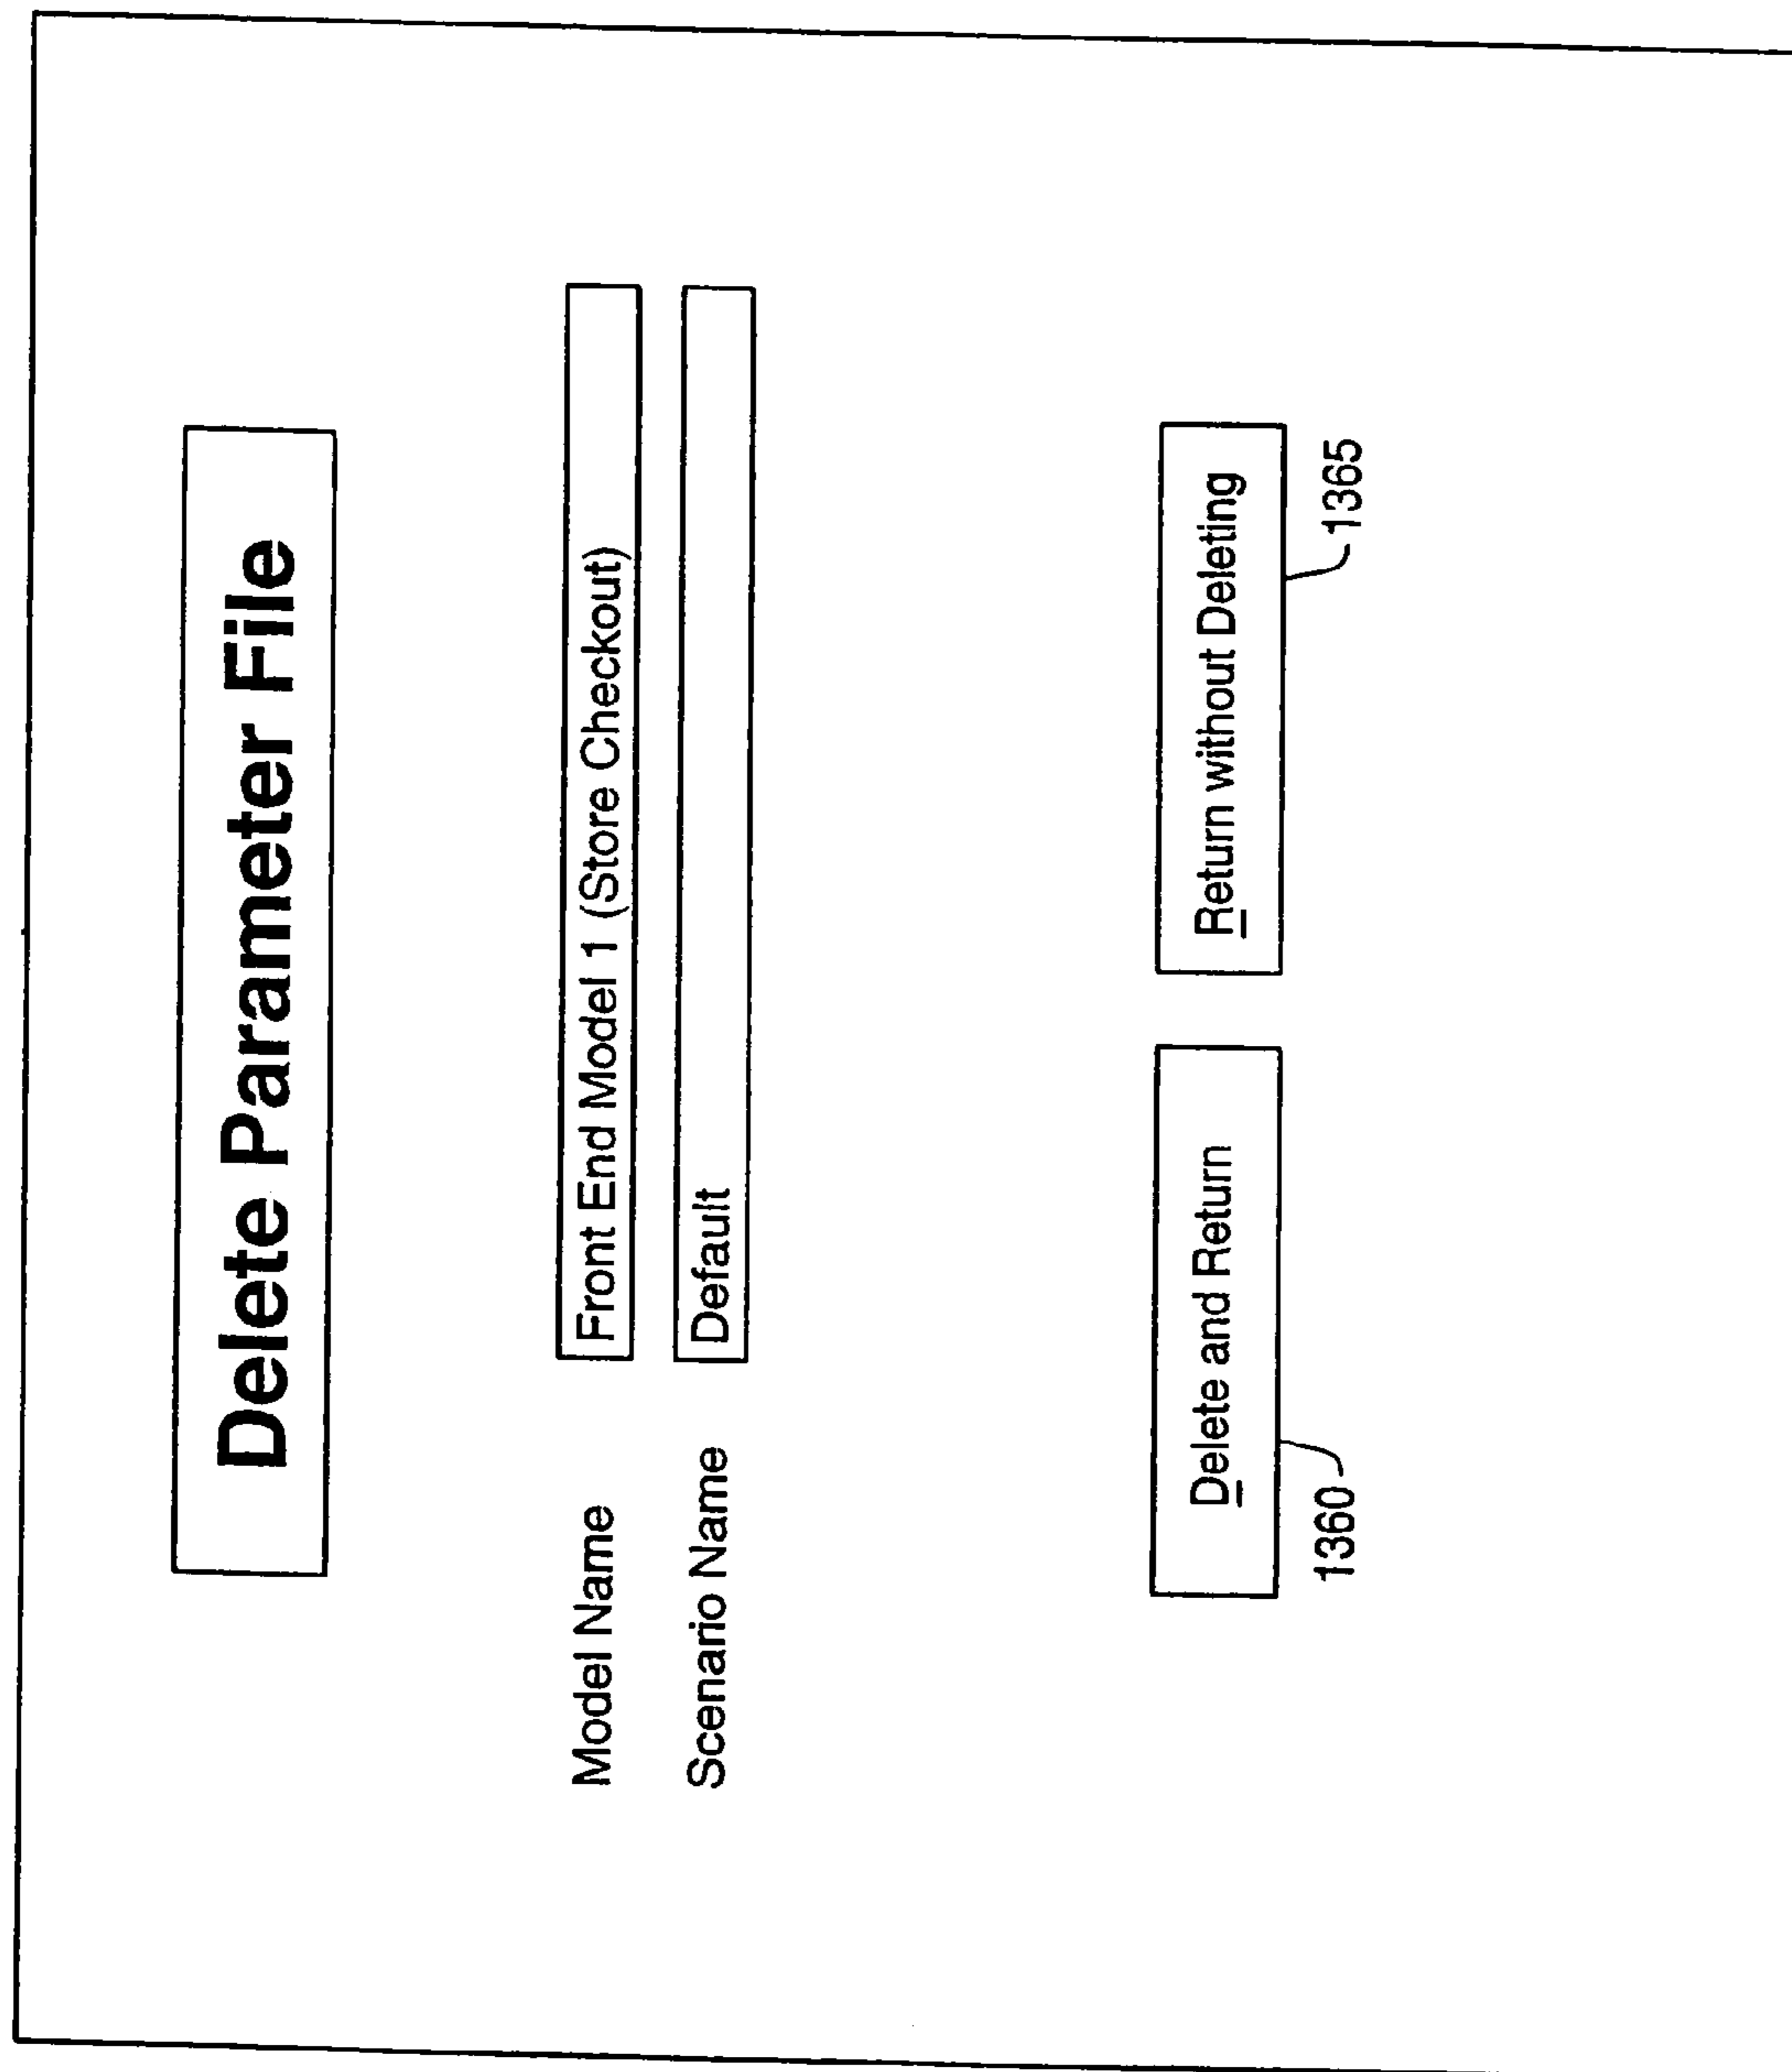 Delete Parameter File
Model Name Front End Model 1 (Store Checkout)
Scenario Name Default
Delete and Return Return without Deleting
1360 1365